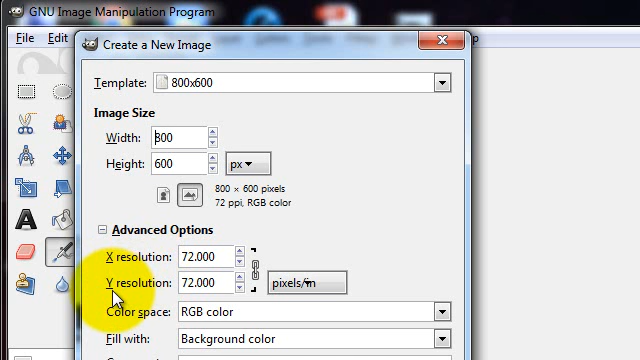 GNU Image Manipulation Program
File
Create a New Image
Template: 800x600
Image Size
Width: 800
Height: 600 px
800 × 600 pixels
72 ppi, RGB color
Advanced Options
X resolution: 72.000
Y resolution: 72.000 pixels/in
Color space: RGB color
Fill with: Background color